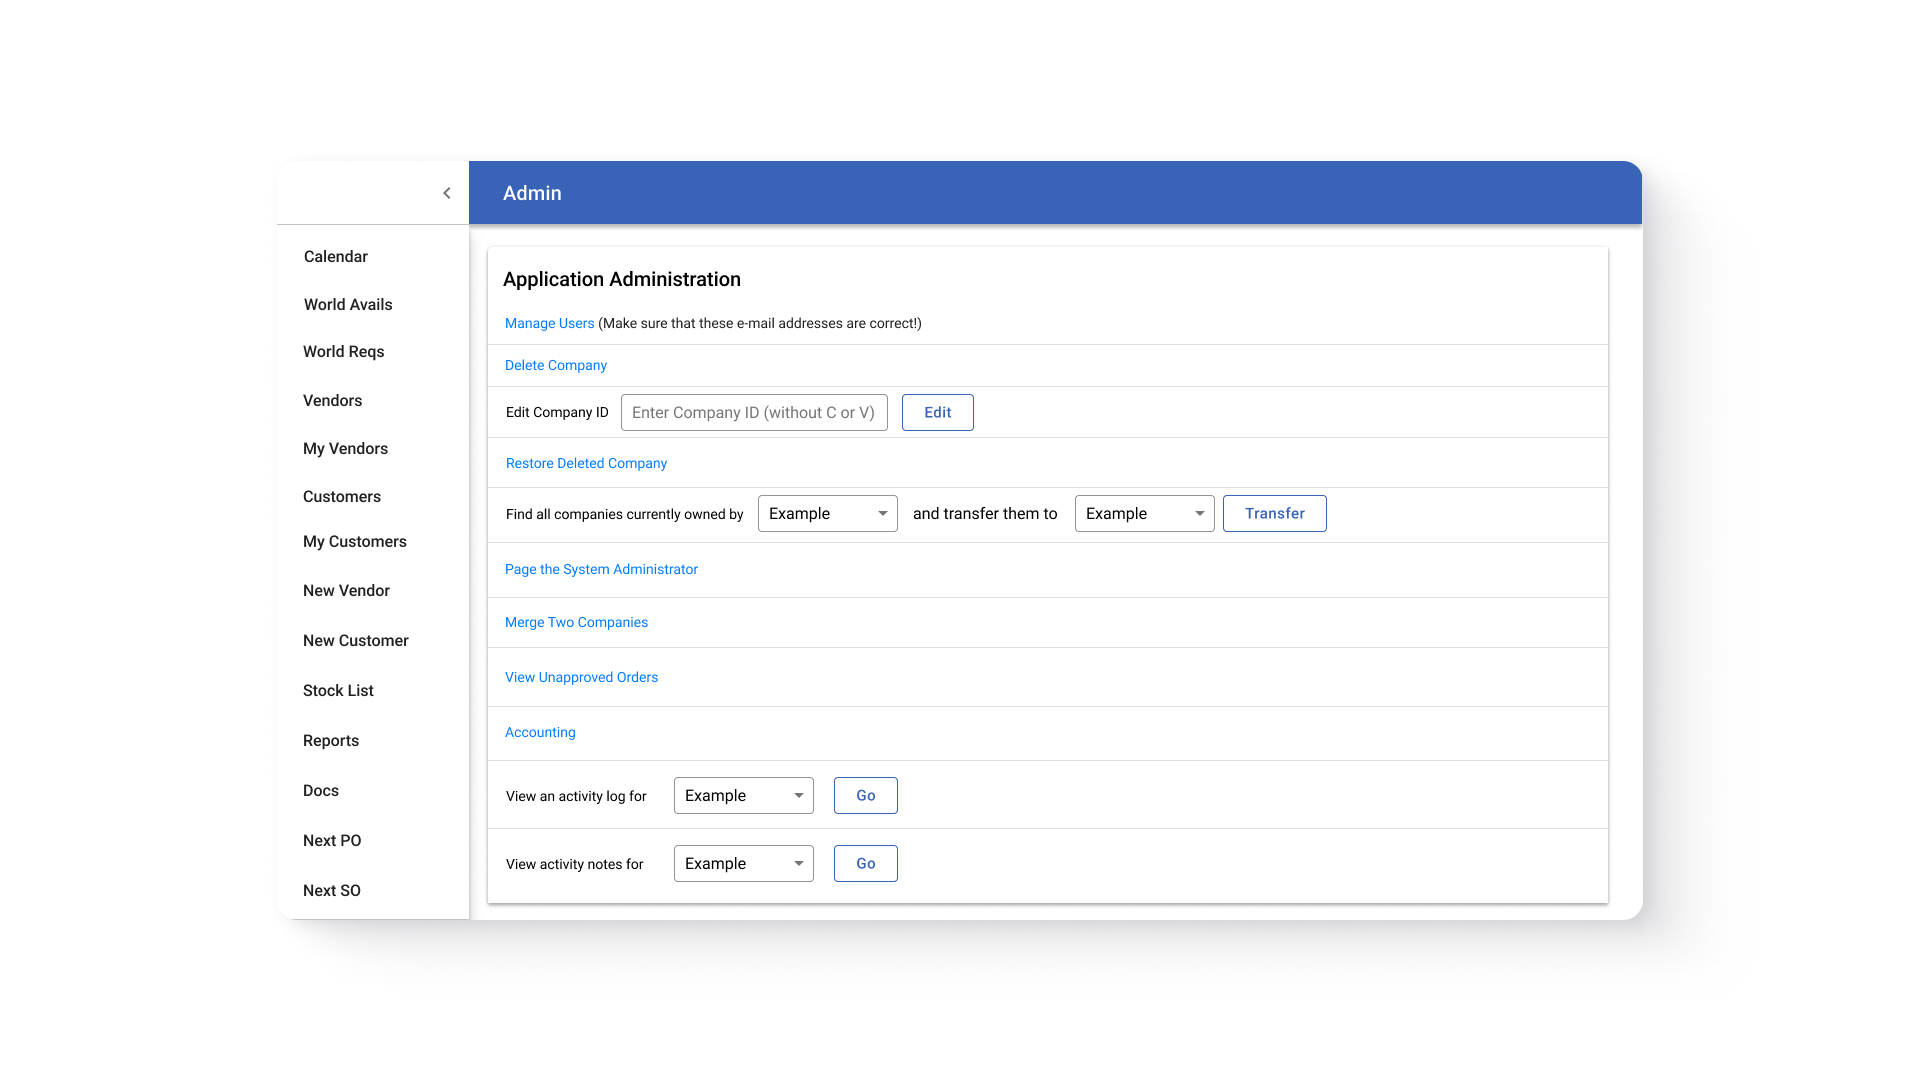 Admin
Calendar
World Avails
World Reqs
Vendors
My Vendors
Customers
My Customers
New Vendor
New Customer
Stock List
Reports
Docs
Next PO
Next SO
Application Administration
Manage Users (Make sure that these e-mail addresses are correct!)
Delete Company
Edit Company ID Enter Company ID (without C or V) Edit
Restore Deleted Company
Find all companies currently owned by Example and transfer them to Example Transfer
Page the System Administrator
Merge Two Companies
View Unapproved Orders
Accounting
View an activity log for Example Go
View activity notes for Example Go